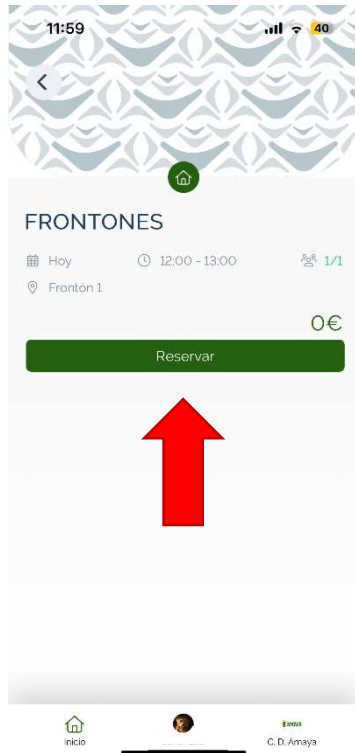 11:59
40
FRONTONES
Hoy 12:00 - 13:00 1/1
Frontón 1
0€
Reservar
Inicio
C. D. Amaya